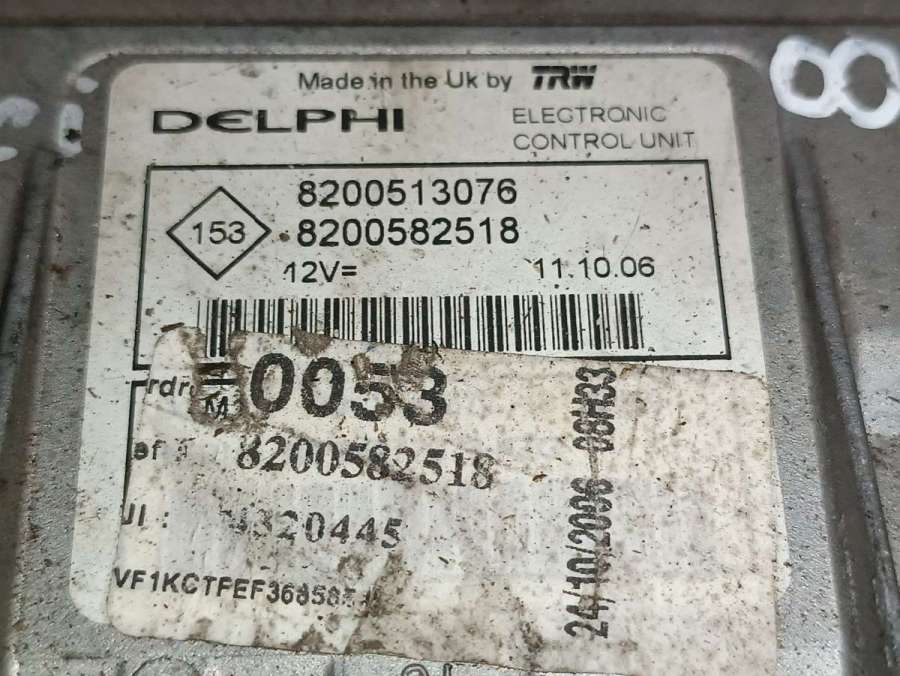 Made in the Uk by TRW
DELPHI
ELECTRONIC
CONTROL UNIT
153
8200513076
8200582518
12V=
11.10.06
0053
8200582518
24/10/2006 08H33